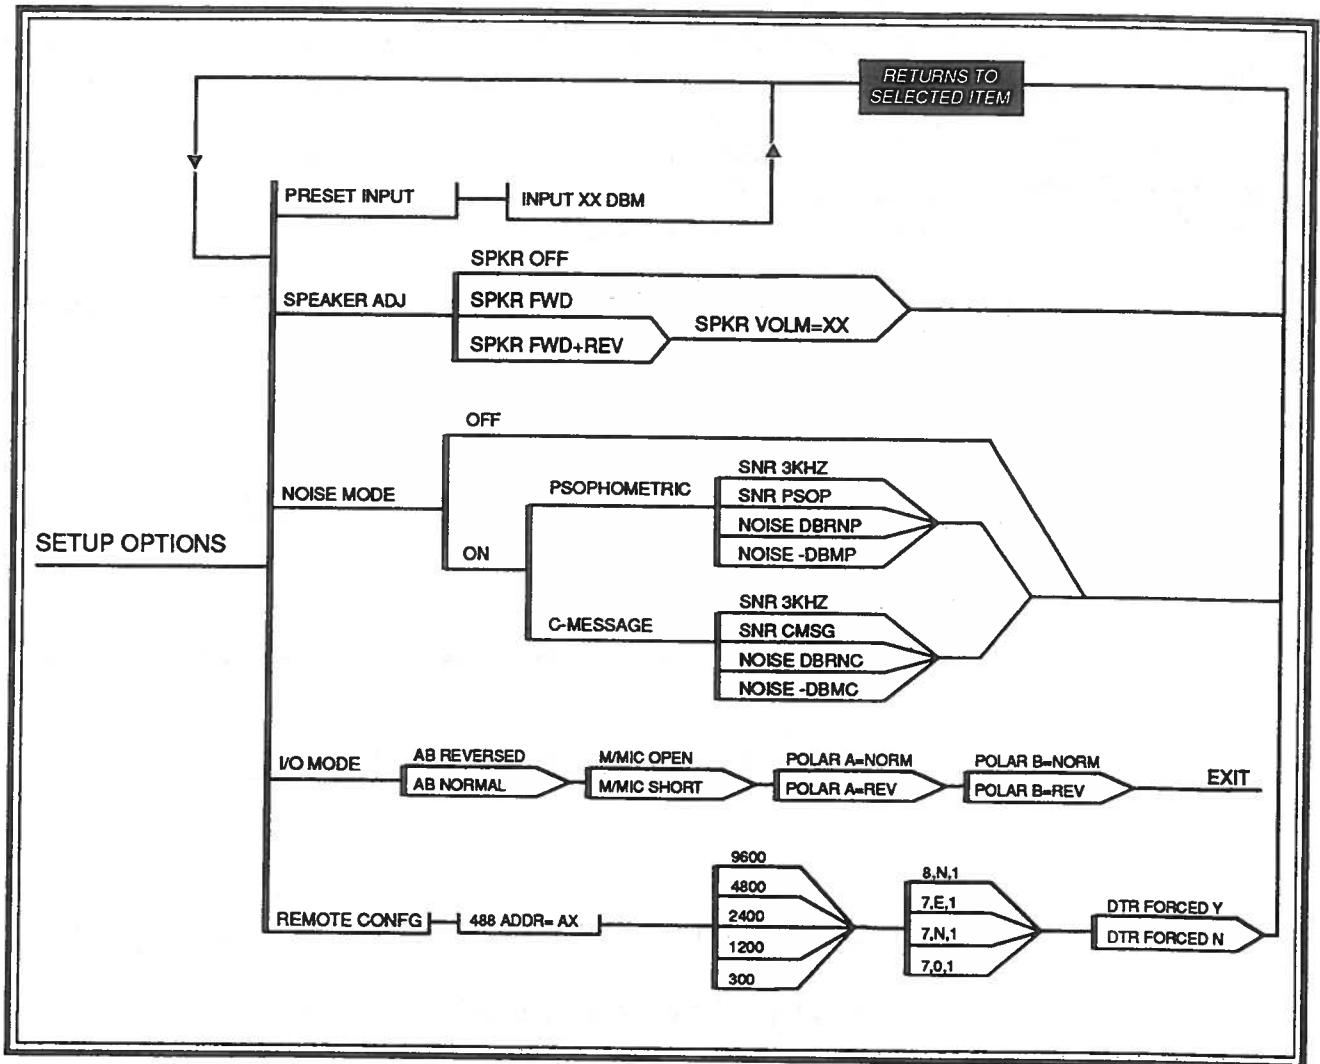 RETURNS TO
SELECTED ITEM
PRESET INPUT
INPUT XX DBM
SPKR OFF
SPEAKER ADJ
SPKR FWD
SPKR VOLM=XX
SPKR FWD+REV
OFF
NOISE MODE
PSOPHOMETRIC
SNR 3KHZ
SNR PSOP
NOISE DBRNP
NOISE -DBMP
SETUP OPTIONS
ON
C-MESSAGE
SNR 3KHZ
SNR CMSG
NOISE DBRNC
NOISE -DBMC
I/O MODE
AB REVERSED
AB NORMAL
M/MIC OPEN
M/MIC SHORT
POLAR A=NORM
POLAR A=REV
POLAR B=NORM
POLAR B=REV
EXIT
REMOTE CONFG
488 ADDR= AX
9600
4800
2400
1200
300
8,N,1
7,E,1
7,N,1
7,0,1
DTR FORCED Y
DTR FORCED N